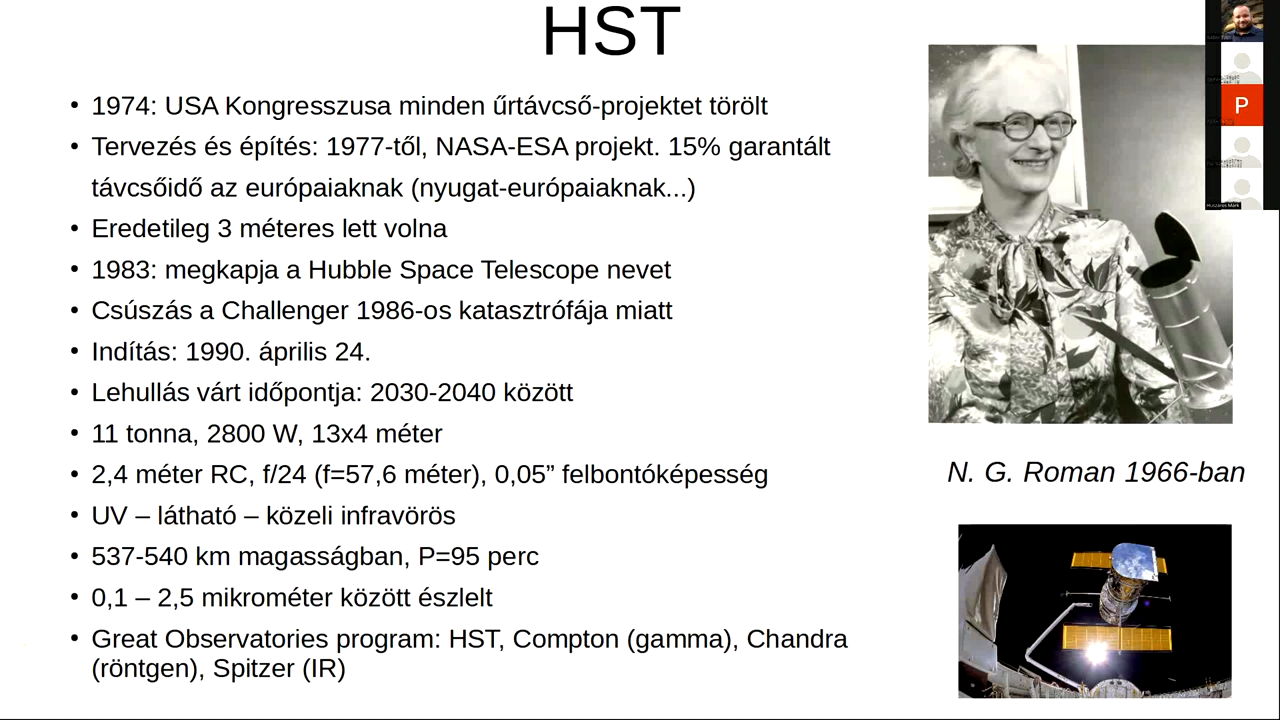 HST
• 1974: USA Kongresszusa minden űrtávcső-projektet törölt
• Tervezés és építés: 1977-től, NASA-ESA projekt. 15% garantált
távcsőidő az európaiaknak (nyugat-európaiaknak...)
• Eredetileg 3 méteres lett volna
• 1983: megkapja a Hubble Space Telescope nevet
• Csúszás a Challenger 1986-os katasztrófája miatt
• Indítás: 1990. április 24.
• Lehullás várt időpontja: 2030-2040 között
• 11 tonna, 2800 W, 13x4 méter
• 2,4 méter RC, f/24 (f=57,6 méter), 0,05” felbontóképesség
• UV – látható – közeli infravörös
• 537-540 km magasságban, P=95 perc
• 0,1 – 2,5 mikrométer között észlelt
• Great Observatories program: HST, Compton (gamma), Chandra
(röntgen), Spitzer (IR)
N. G. Roman 1966-ban
P